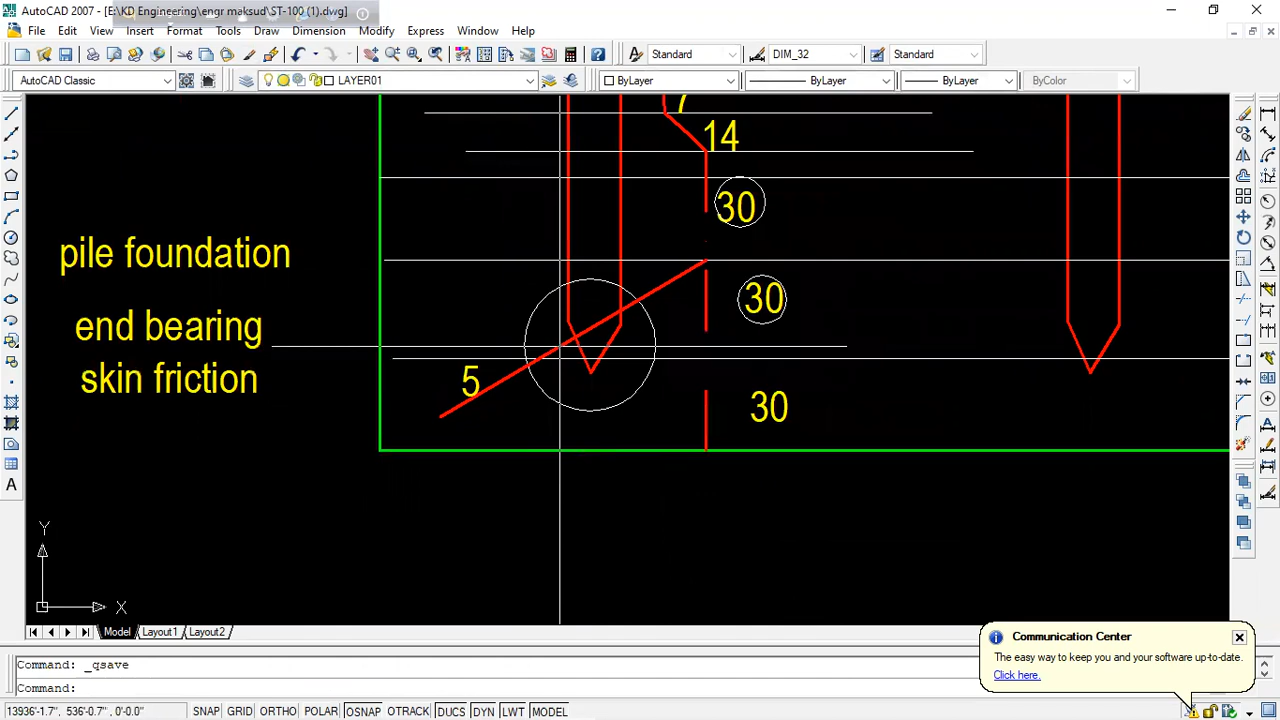 AutoCAD 2007 - [E:\KD Engineering\engr maksud\ST-100 (1).dwg]
File Edit View Insert Format Tools Draw Dimension Modify Express Window Help
Standard DIM_32 Standard
AutoCAD Classic LAYER01 ByLayer ByLayer ByLayer ByColor
7
14
30
pile foundation
30
end bearing
skin friction
5
30
Y
X
Model Layout1 Layout2
Communication Center
The easy way to keep you and your software up-to-date.
Click here.
Command: _qsave
Command:
13936'-1.7", 536'-0.7", 0'-0.0" SNAP GRID ORTHO POLAR OSNAP OTRACK DUCS DYN LWT MODEL
A